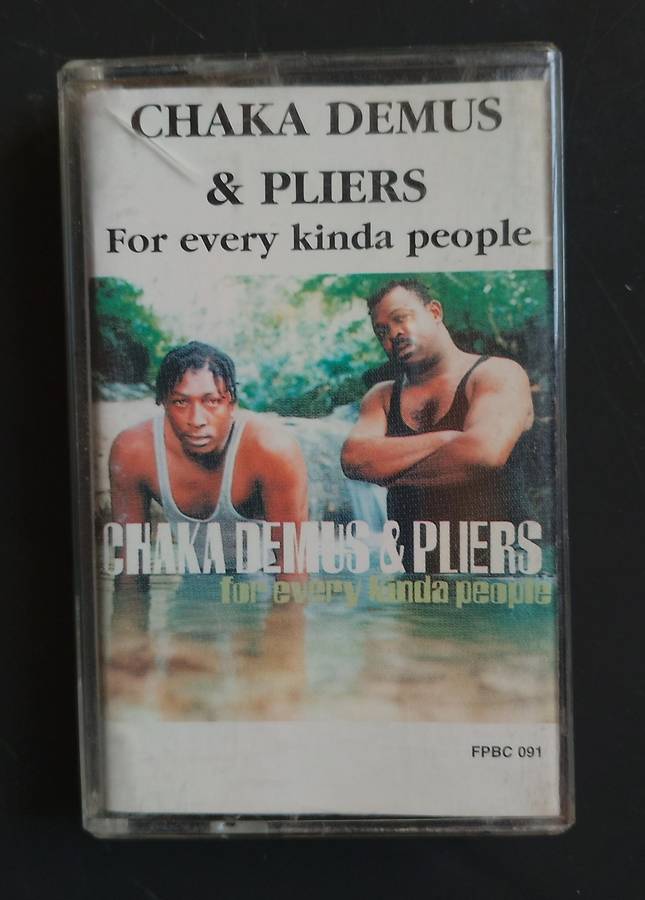 CHAKA DEMUS
& PLIERS
For every kinda people
CHAKA DEMUS & PLIERS
for every kinda people
FPBC 091